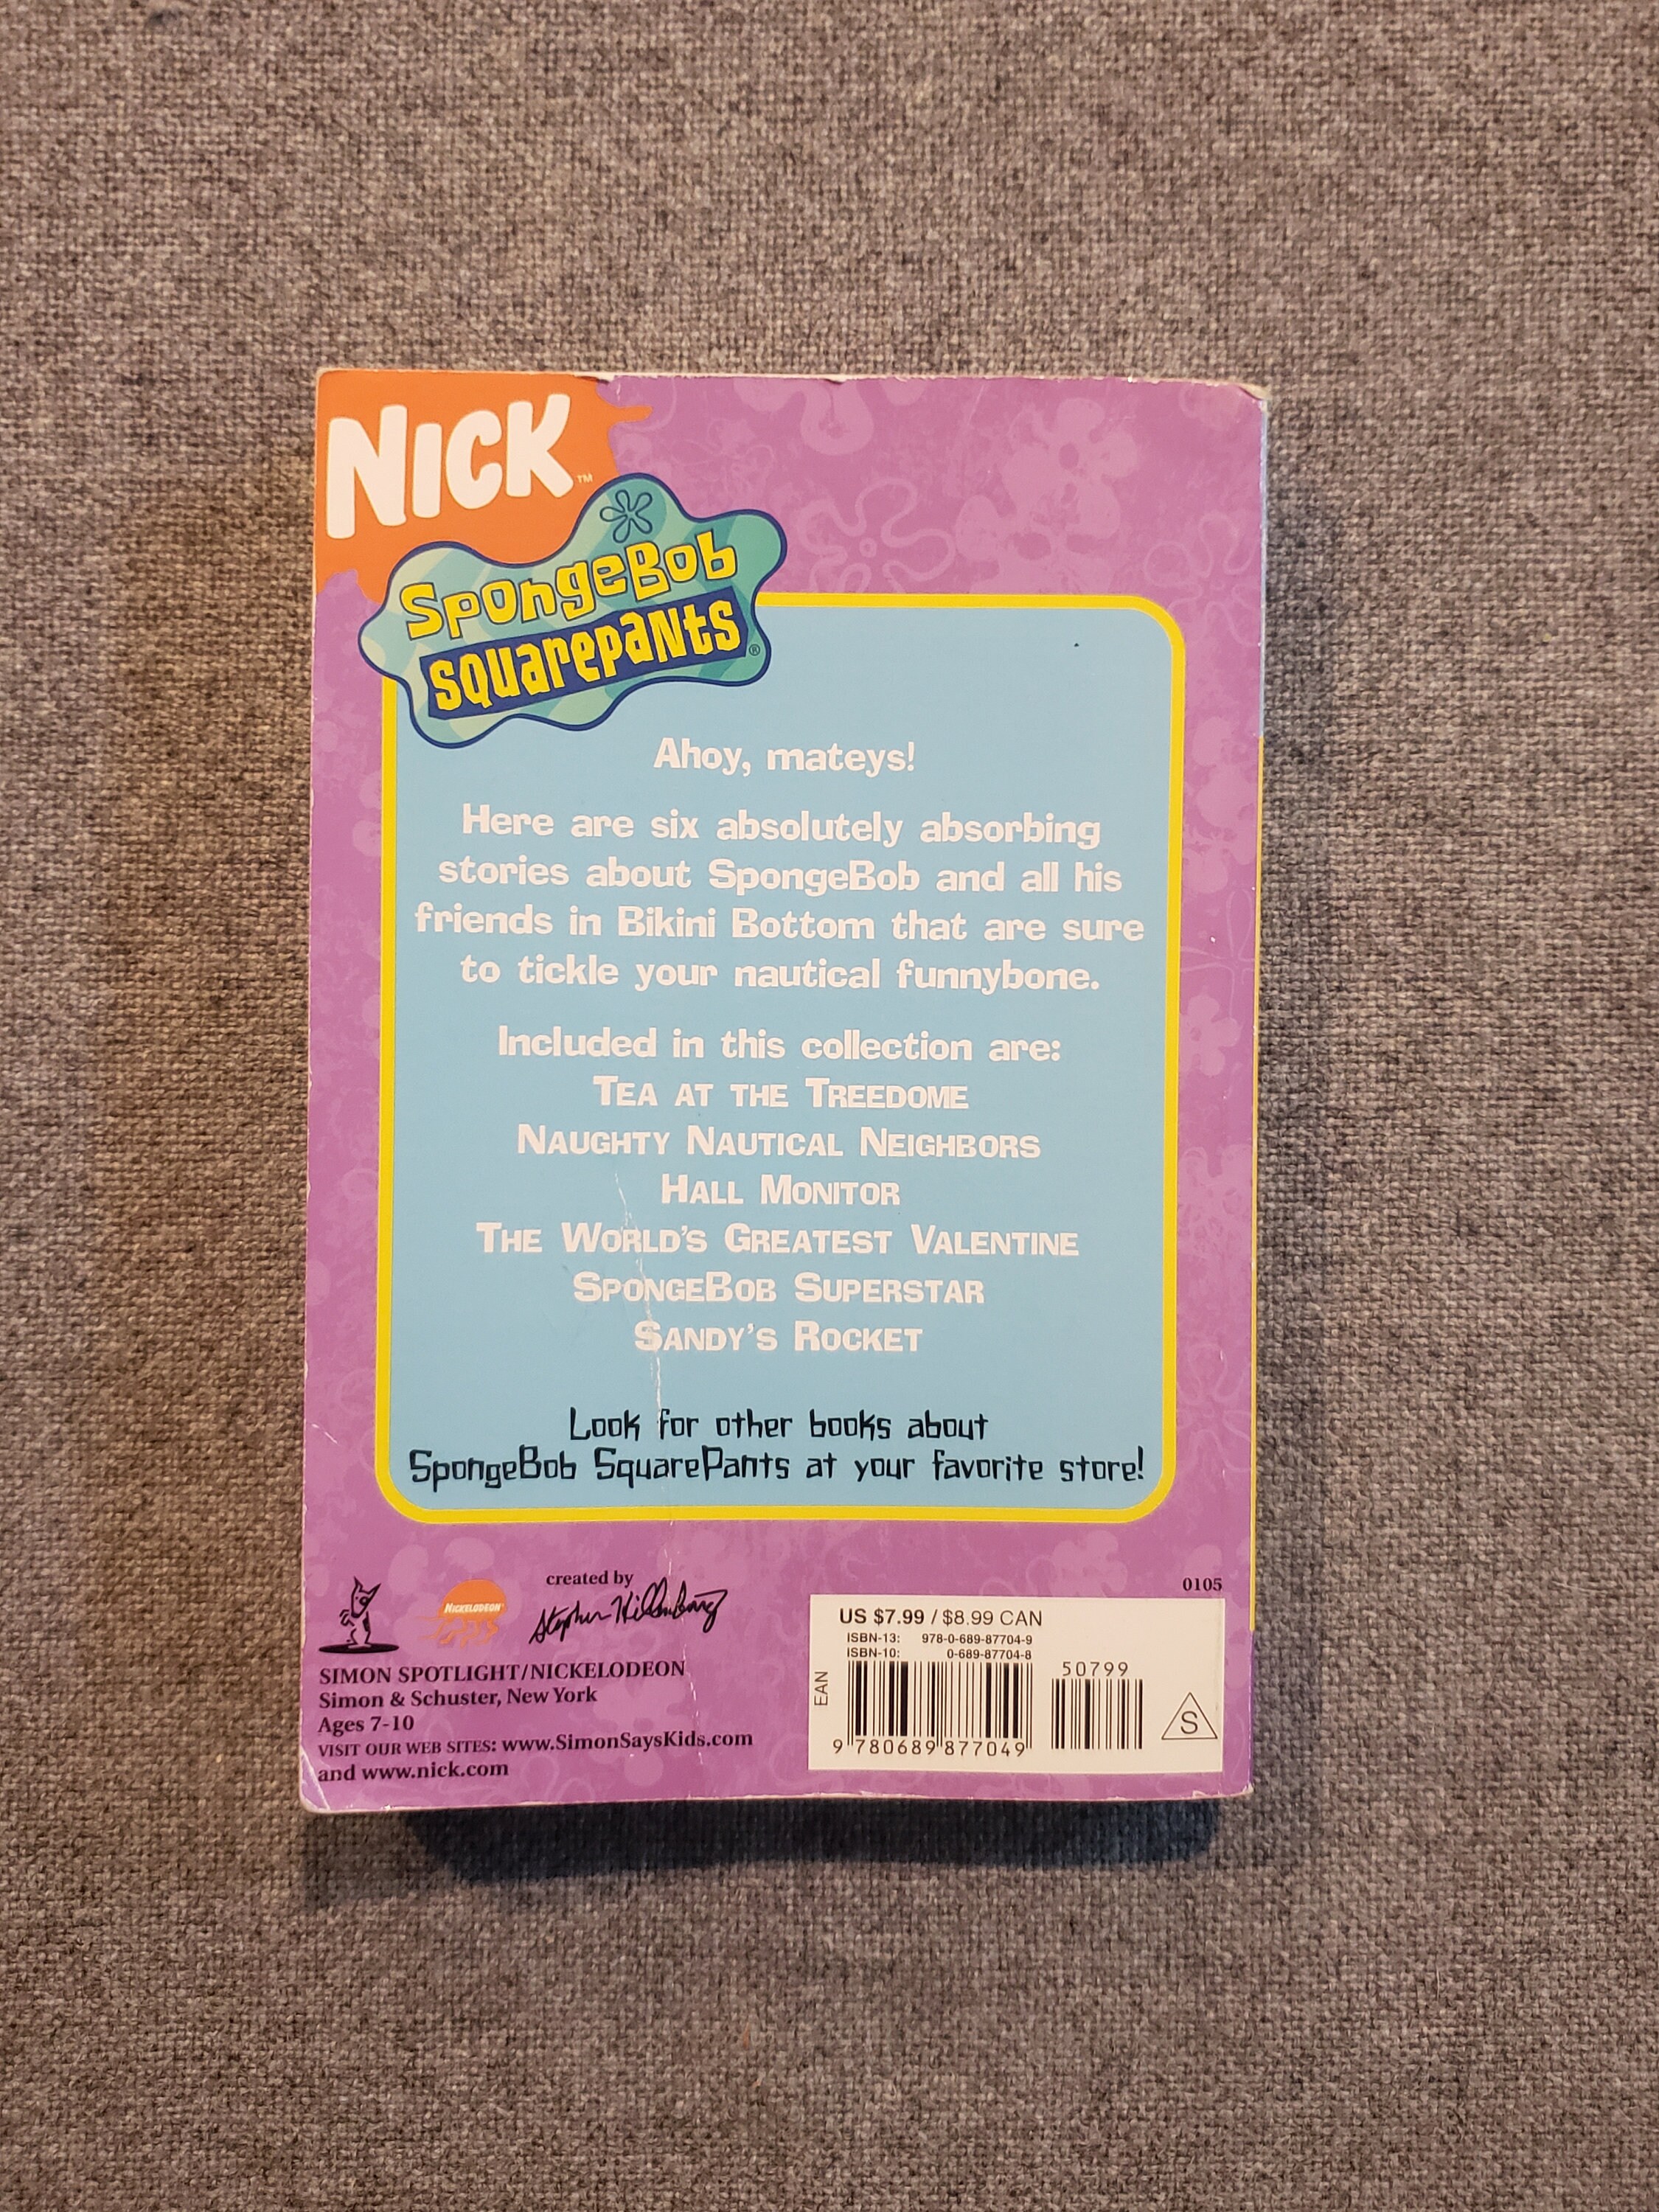 NICK™
SpongeBob
SquarePants®
Ahoy, mateys!
Here are six absolutely absorbing
stories about SpongeBob and all his
friends in Bikini Bottom that are sure
to tickle your nautical funnybone.
Included in this collection are:
TEA AT THE TREEDOME
NAUGHTY NAUTICAL NEIGHBORS
HALL MONITOR
THE WORLD'S GREATEST VALENTINE
SPONGEBOB SUPERSTAR
SANDY'S ROCKET
Look for other books about
SpongeBob SquarePants at your favorite store!
NICKELODEON
created by
Stephen Hillenburg
SIMON SPOTLIGHT/NICKELODEON
Simon & Schuster, New York
Ages 7-10
VISIT OUR WEB SITES: www.SimonSaysKids.com
and www.nick.com
0105
US $7.99 / $8.99 CAN
ISBN-13: 978-0-689-87704-9
ISBN-10: 0-689-87704-8
50799
EAN
9 780689 877049
S